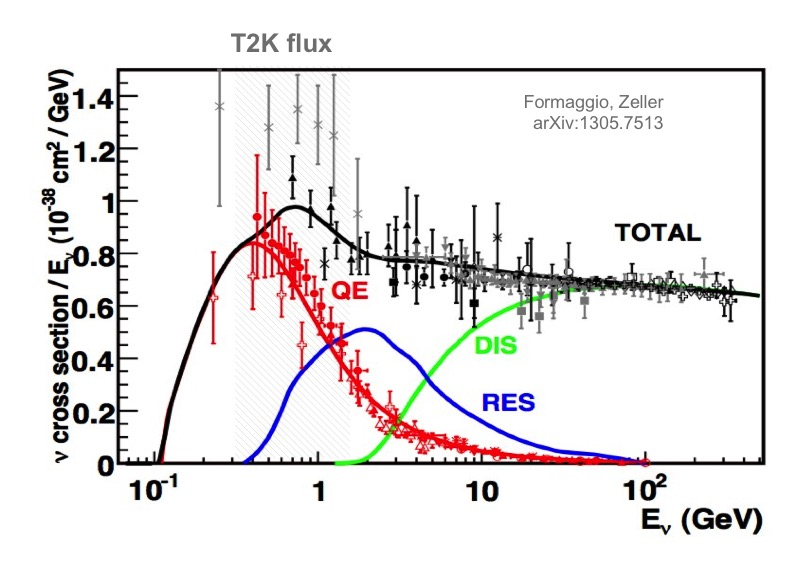 T2K flux
Formaggio, Zeller
arXiv:1305.7513
ν cross section / Eν (10-38 cm2 / GeV)
1.4
1.2
1
0.8
0.6
0.4
0.2
0
TOTAL
QE
DIS
RES
10-1
1
10
102
Eν (GeV)